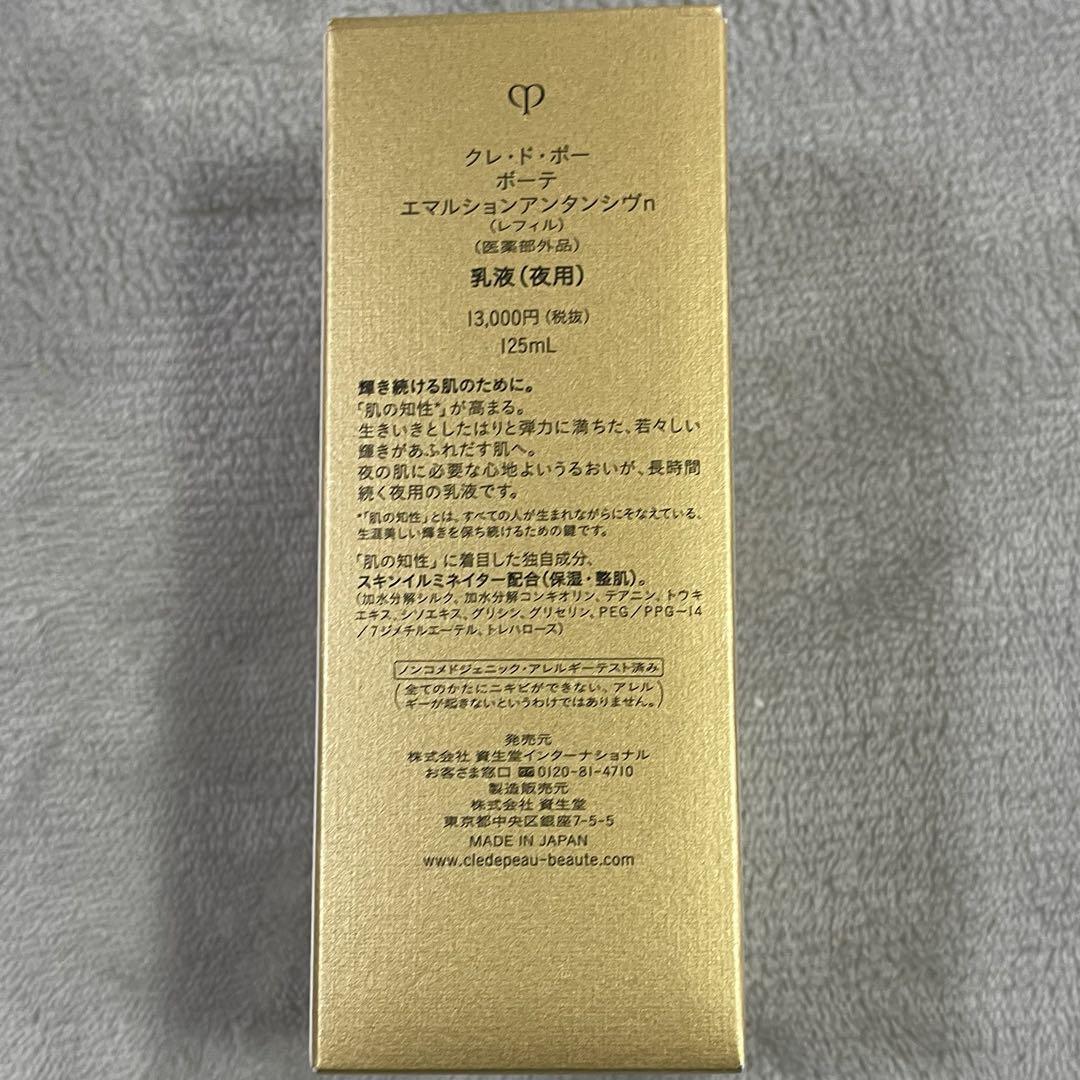 クレ・ド・ポー
ボーテ
エマルションアンタンシヴn
(レフィル)
(医薬部外品)
乳液(夜用)
13,000円(税抜)
125mL
輝き続ける肌のために。
「肌の知性*」が高まる。
生きいきとしたはりと弾力に満ちた、若々しい
輝きがあふれだす肌へ。
夜の肌に必要な心地よいうるおいが、長時間
続く夜用の乳液です。
*「肌の知性」とは、すべての人が生まれながらにそなえている、
生涯美しい輝きを保ち続けるための鍵です。
「肌の知性」に着目した独自成分、
スキンイルミネイター配合(保湿・整肌)。
(加水分解シルク、加水分解コンキオリン、テアニン、トウキ
エキス、シソエキス、グリシン、グリセリン、PEG/PPG-14
/7ジメチルエーテル、トレハロース)
ノンコメドジェニック・アレルギーテスト済み
(全てのかたにニキビができない、アレル
ギーが起きないというわけではありません。)
発売元
株式会社 資生堂インターナショナル
お客さま窓口 0120-81-4710
製造販売元
株式会社 資生堂
東京都中央区銀座7-5-5
MADE IN JAPAN
www.cledepeau-beaute.com